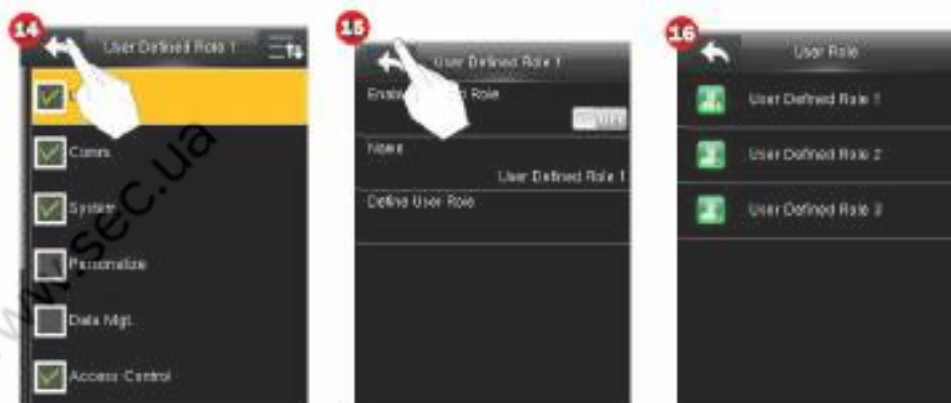 14
User Defined Role 1
Comm.
System
Personalize
Data Mgt.
Access Control
15
User Defined Role 1
Role
Name
User Defined Role 1
Define User Role
16
User Role
User Defined Role 1
User Defined Role 2
User Defined Role 3
www.sec.ua